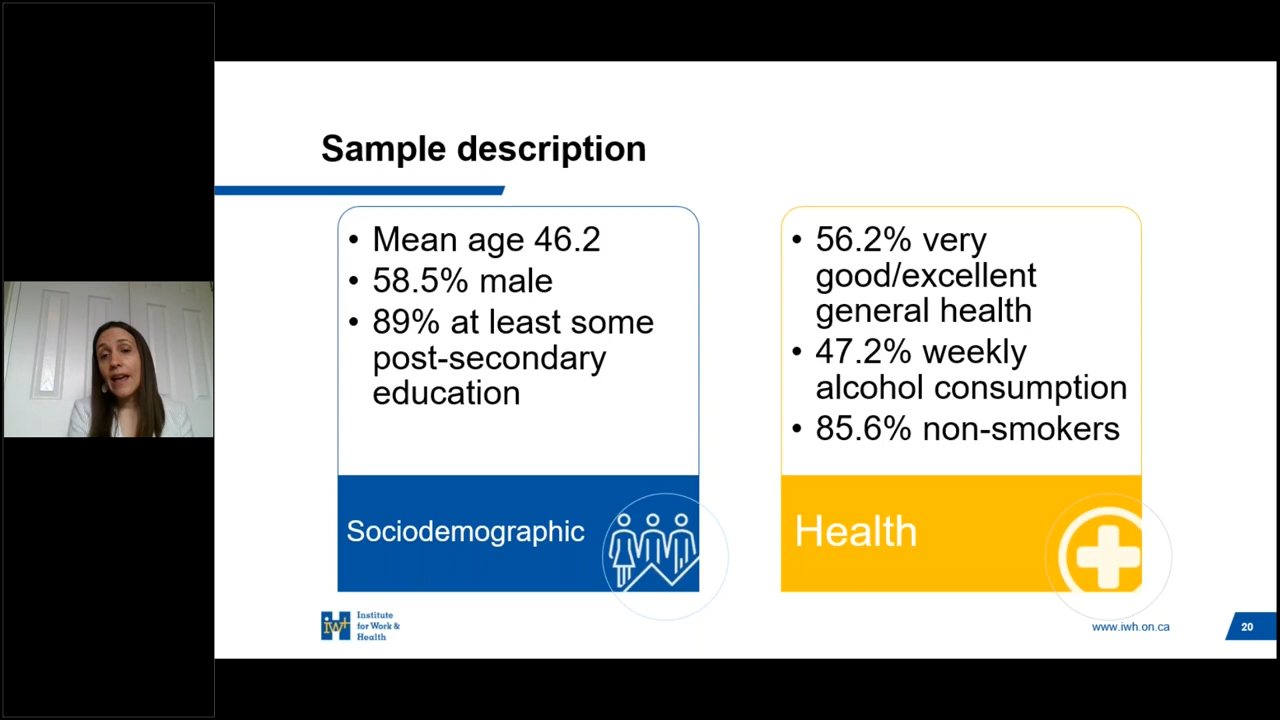 Sample description
• Mean age 46.2
• 58.5% male
• 89% at least some
post-secondary
education
Sociodemographic
• 56.2% very
good/excellent
general health
• 47.2% weekly
alcohol consumption
• 85.6% non-smokers
Health
iwh
Institute
for Work &
Health
www.iwh.on.ca
20